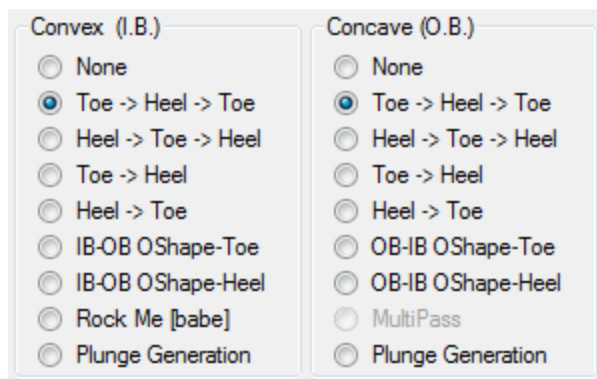 Convex (I.B.)
None
Toe -> Heel -> Toe
Heel -> Toe -> Heel
Toe -> Heel
Heel -> Toe
IB-OB OShape-Toe
IB-OB OShape-Heel
Rock Me [babe]
Plunge Generation
Concave (O.B.)
None
Toe -> Heel -> Toe
Heel -> Toe -> Heel
Toe -> Heel
Heel -> Toe
OB-IB OShape-Toe
OB-IB OShape-Heel
MultiPass
Plunge Generation